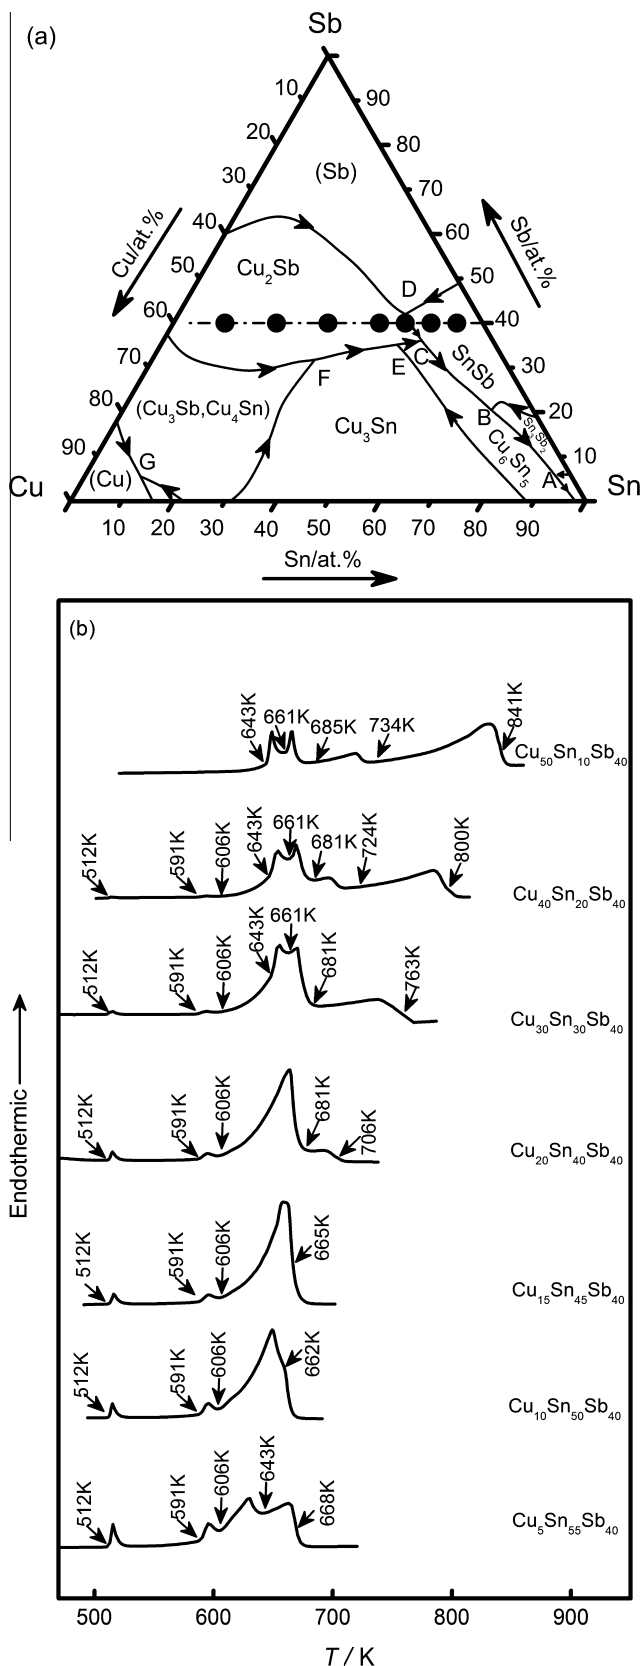 (a)
Sb
10
90
20
80
(Sb)
30
70
40
60
Cu/at.%
Sb/at.%
Cu₂Sb
50
50
D
60
40
SnSb
70
F
E
C
30
(Cu₃Sb,Cu₄Sn)
80
Cu₃Sn
B
20
Sn₃Sb₂
Cu₆Sn₅
90
G
10
(Cu)
A
Cu
Sn
10
20
30
40
50
60
70
80
90
Sn/at.%
(b)
643K
661K
685K
734K
841K
Cu₅₀Sn₁₀Sb₄₀
512K
591K
606K
643K
661K
681K
724K
800K
Cu₄₀Sn₂₀Sb₄₀
512K
591K
606K
643K
661K
681K
763K
Cu₃₀Sn₃₀Sb₄₀
512K
591K
606K
681K
706K
Cu₂₀Sn₄₀Sb₄₀
512K
591K
606K
665K
Cu₁₅Sn₄₅Sb₄₀
512K
591K
606K
662K
Cu₁₀Sn₅₀Sb₄₀
512K
591K
606K
643K
668K
Cu₅Sn₅₅Sb₄₀
Endothermic
500
600
700
800
900
T / K